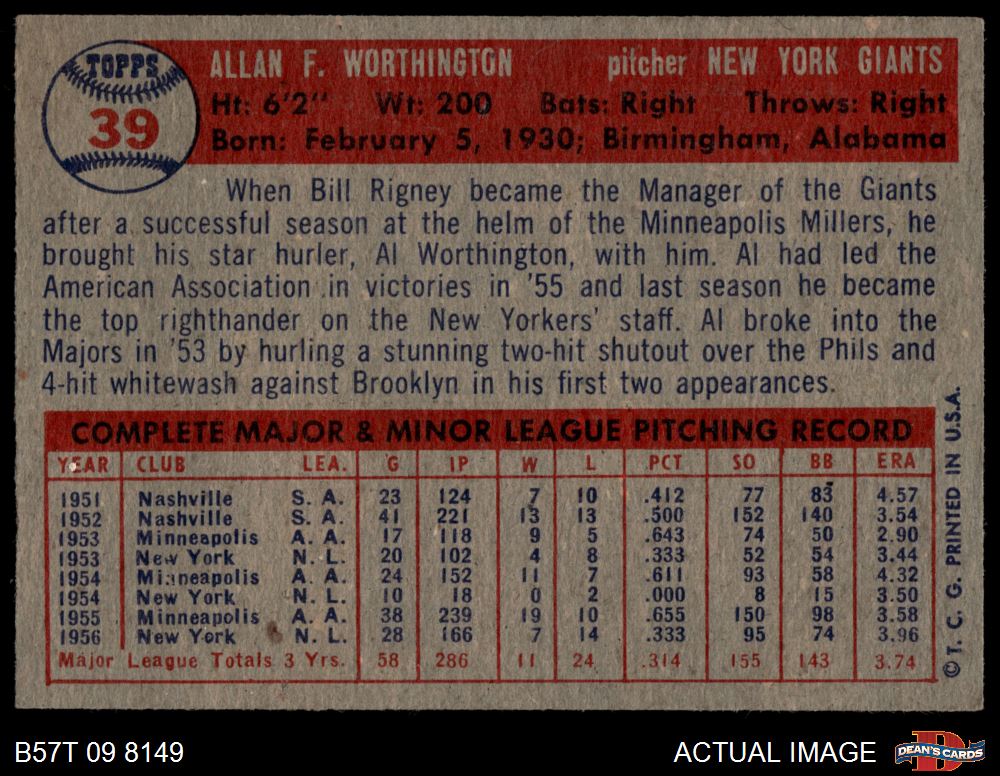 TOPPS
39
ALLAN F. WORTHINGTON pitcher NEW YORK GIANTS
Ht: 6'2" Wt: 200 Bats: Right Throws: Right
Born: February 5, 1930; Birmingham, Alabama
When Bill Rigney became the Manager of the Giants
after a successful season at the helm of the Minneapolis Millers, he
brought his star hurler, Al Worthington, with him. Al had led the
American Association in victories in '55 and last season he became
the top righthander on the New Yorkers' staff. Al broke into the
Majors in '53 by hurling a stunning two-hit shutout over the Phils and
4-hit whitewash against Brooklyn in his first two appearances.
COMPLETE MAJOR & MINOR LEAGUE PITCHING RECORD
YEAR CLUB LEA. G IP W L PCT SO BB ERA
1951 Nashville S. A. 23 124 7 10 .412 77 83 4.57
1952 Nashville S. A. 41 221 13 13 .500 152 140 3.54
1953 Minneapolis A. A. 17 118 9 5 .643 74 50 2.90
1953 New York N. L. 20 102 4 8 .333 52 54 3.44
1954 Minneapolis A. A. 24 152 11 7 .611 93 58 4.32
1954 New York N. L. 10 18 0 2 .000 8 15 3.50
1955 Minneapolis A. A. 38 239 19 10 .655 150 98 3.58
1956 New York N. L. 28 166 7 14 .333 95 74 3.96
Major League Totals 3 Yrs. 58 286 11 24 .314 155 143 3.74
© T. C. G. PRINTED IN U.S.A.
B57T 09 8149 ACTUAL IMAGE DEAN'S CARDS